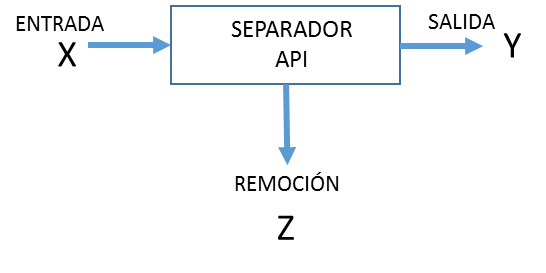 ENTRADA
X
SEPARADOR
API
SALIDA
Y
REMOCIÓN
Z